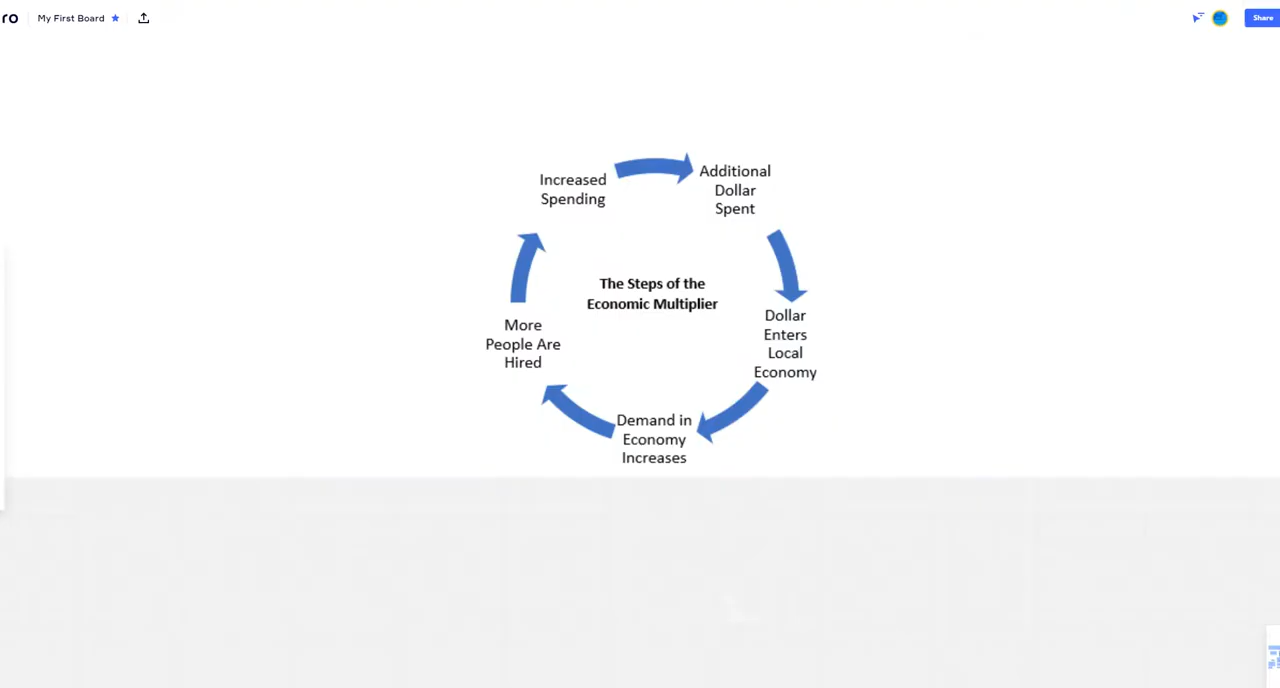 ro
My First Board
Share
Increased
Spending
Additional
Dollar
Spent
The Steps of the
Economic Multiplier
Dollar
Enters
Local
Economy
More
People Are
Hired
Demand in
Economy
Increases